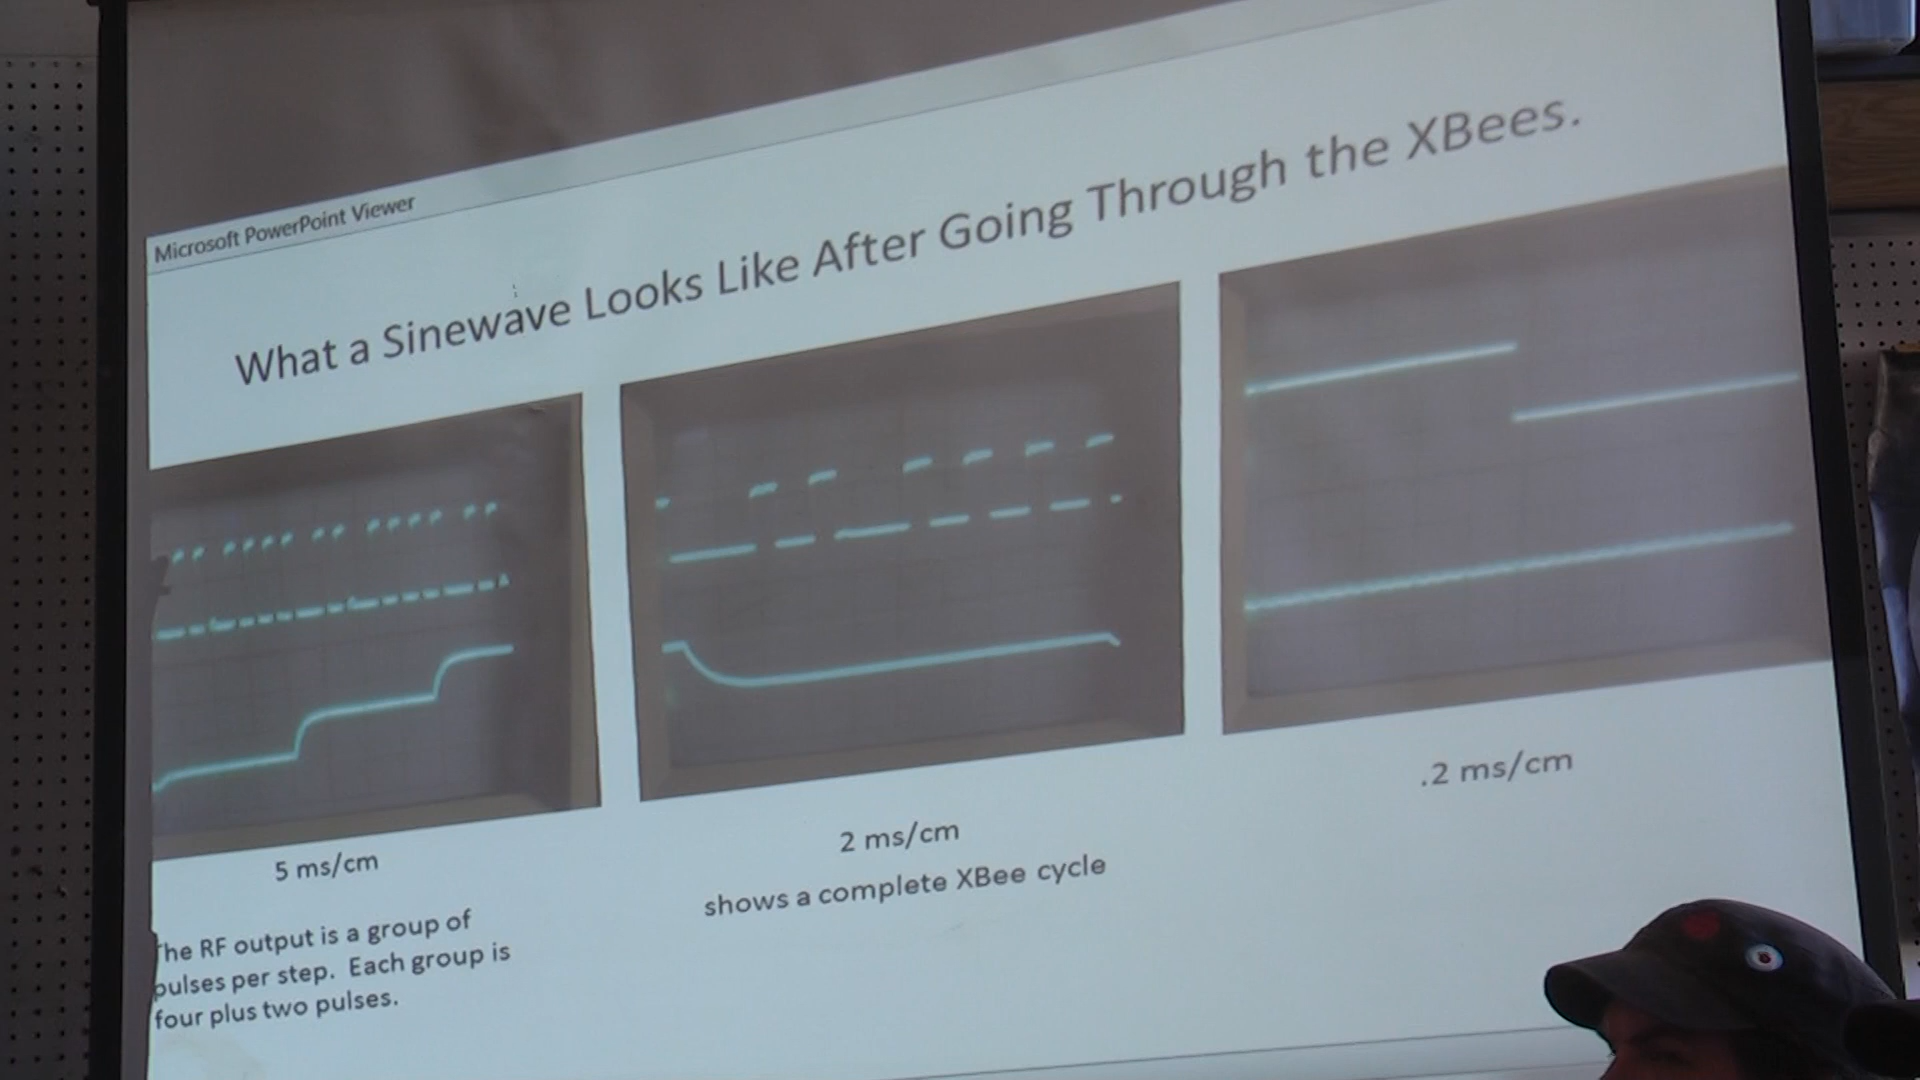 Microsoft PowerPoint Viewer
What a Sinewave Looks Like After Going Through the XBees.
5 ms/cm
2 ms/cm
shows a complete XBee cycle
.2 ms/cm
The RF output is a group of
pulses per step. Each group is
four plus two pulses.